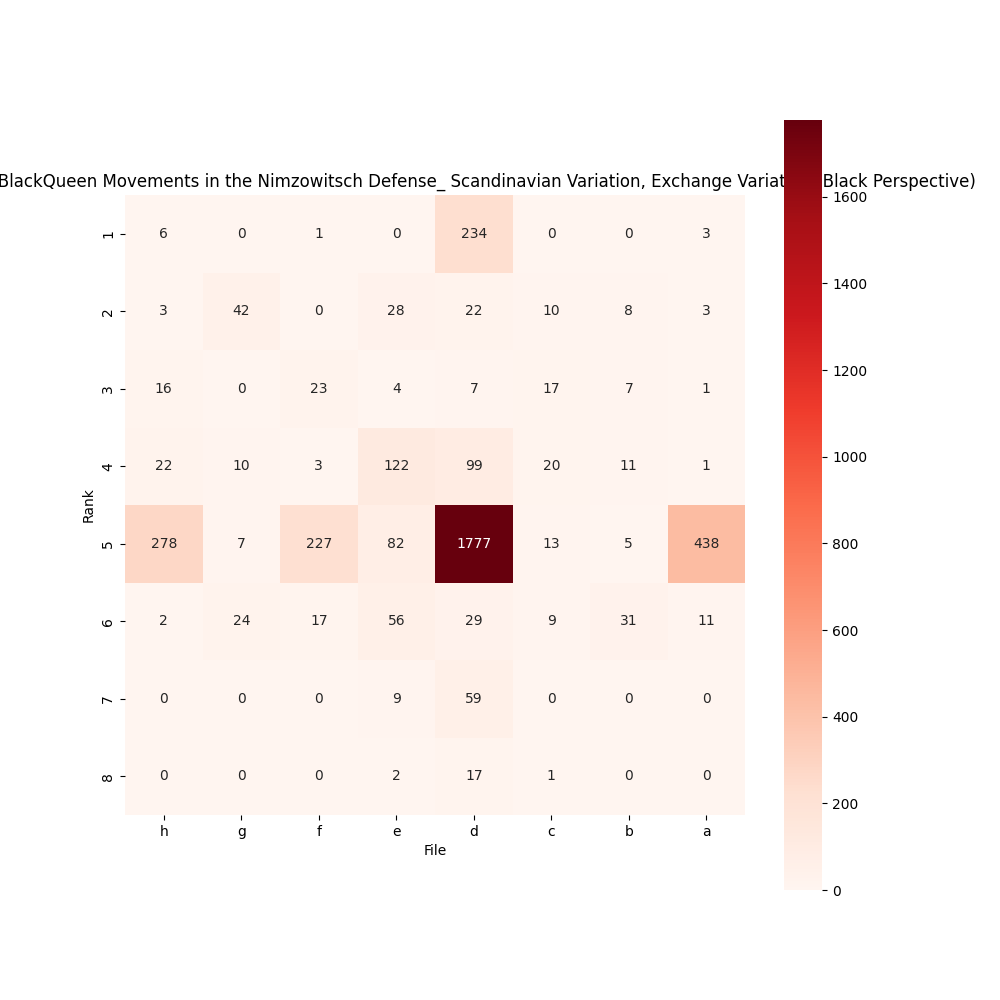 BlackQueen Movements in the Nimzowitsch Defense_ Scandinavian Variation, Exchange Variat Black Perspective)
1 6 0 1 0 234 0 0 3
2 3 42 0 28 22 10 8 3
3 16 0 23 4 7 17 7 1
4 22 10 3 122 99 20 11 1
5 278 7 227 82 1777 13 5 438
6 2 24 17 56 29 9 31 11
7 0 0 0 9 59 0 0 0
8 0 0 0 2 17 1 0 0
h g f e d c b a
File
Rank
1600
1400
1200
1000
800
600
400
200
0